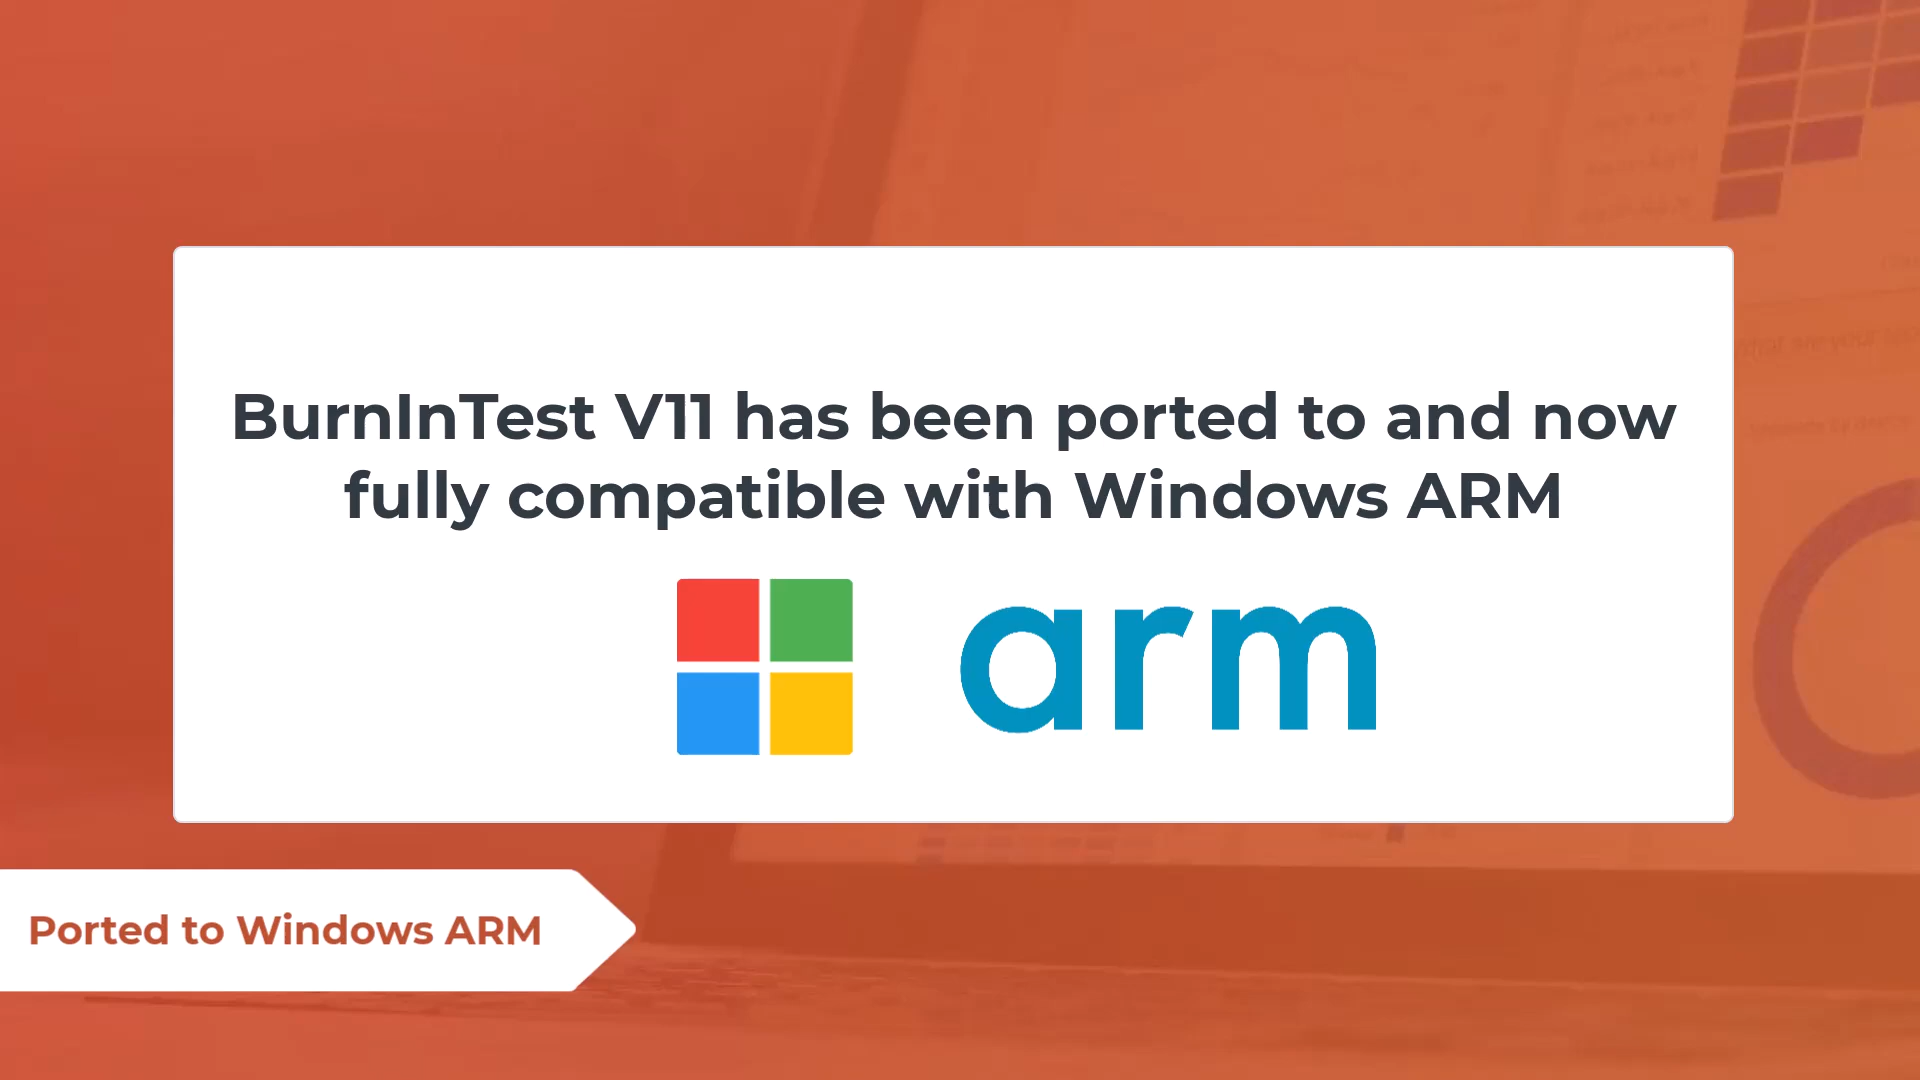 BurnInTest V11 has been ported to and now
fully compatible with Windows ARM
arm
Ported to Windows ARM